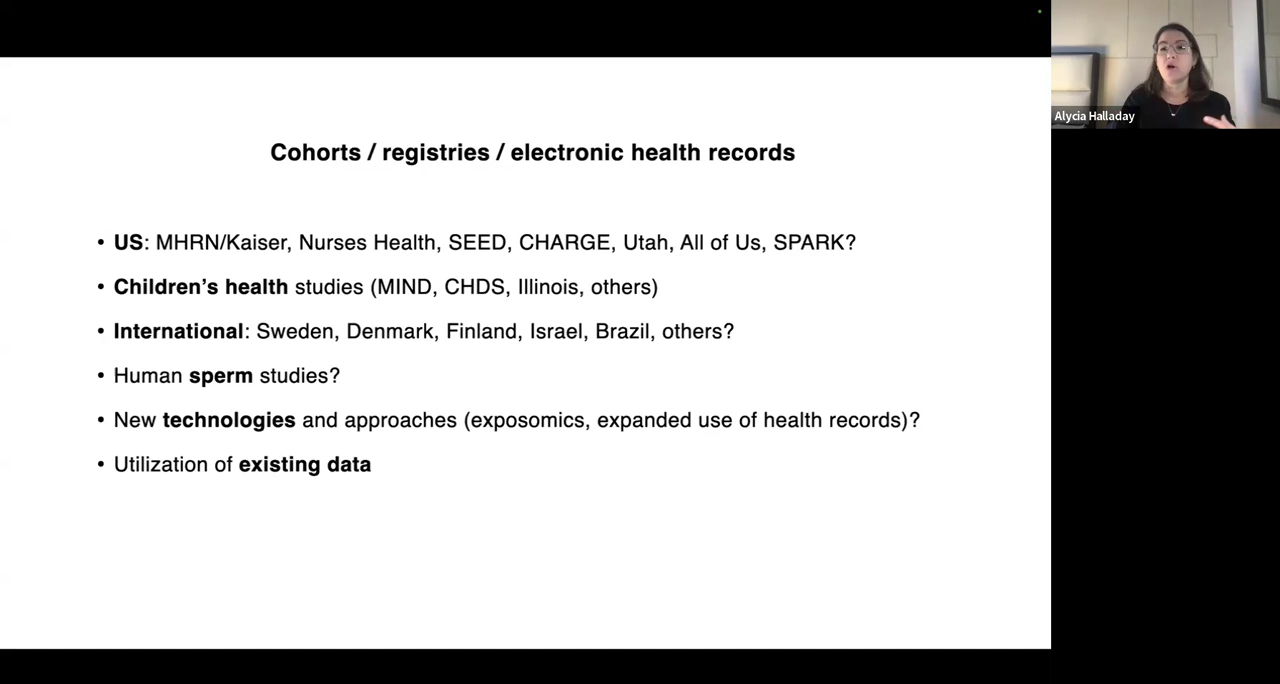 Cohorts / registries / electronic health records
• US: MHRN/Kaiser, Nurses Health, SEED, CHARGE, Utah, All of Us, SPARK?
• Children’s health studies (MIND, CHDS, Illinois, others)
• International: Sweden, Denmark, Finland, Israel, Brazil, others?
• Human sperm studies?
• New technologies and approaches (exposomics, expanded use of health records)?
• Utilization of existing data
Alycia Halladay